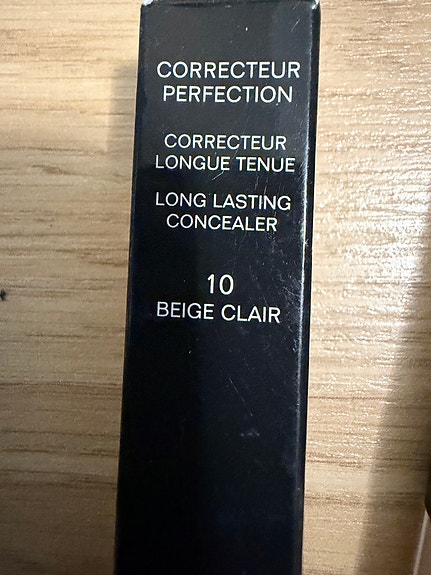 CORRECTEUR
PERFECTION
CORRECTEUR
LONGUE TENUE
LONG LASTING
CONCEALER
10
BEIGE CLAIR